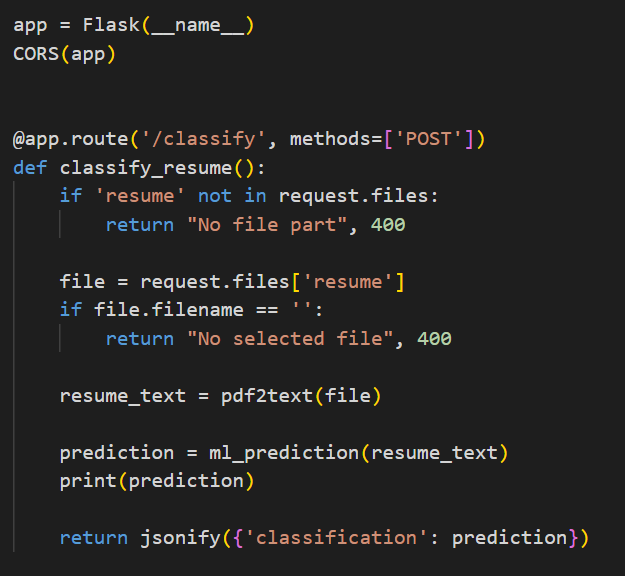 app = Flask(__name__)
CORS(app)
@app.route('/classify', methods=['POST'])
def classify_resume():
    if 'resume' not in request.files:
        return "No file part", 400
    file = request.files['resume']
    if file.filename == '':
        return "No selected file", 400
    resume_text = pdf2text(file)
    prediction = ml_prediction(resume_text)
    print(prediction)
    return jsonify({'classification': prediction})